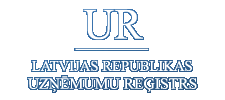 UR
LATVIJAS REPUBLIKAS
UZŅĒMUMU REĢISTRS